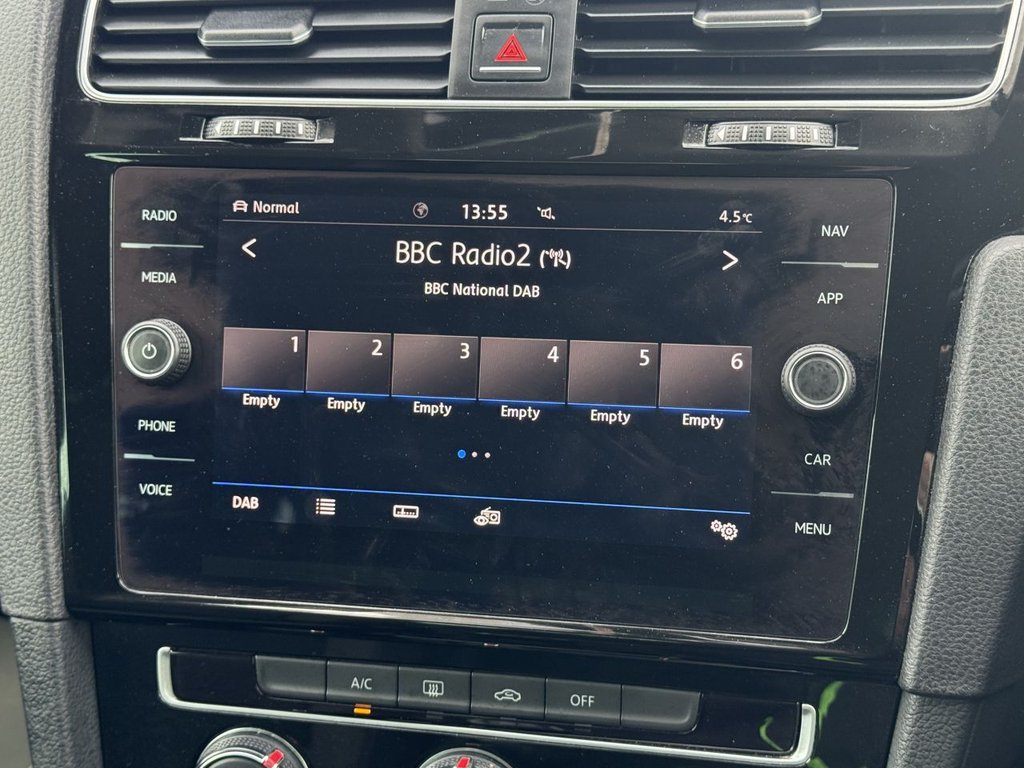 RADIO
MEDIA
PHONE
VOICE
Normal
13:55
4.5°C
< BBC Radio2 >
BBC National DAB
1 2 3 4 5 6
Empty Empty Empty Empty Empty Empty
DAB
NAV
APP
CAR
MENU
A/C
OFF